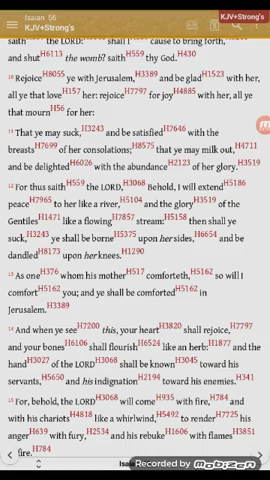 Isaian 56
KJV+Strong's
KJV+Strong's
saith H559 the LORD: H3068 shall I cause to bring forth,
and shut H6113 the womb? saith H559 thy God. H430
10 Rejoice H8055 ye with Jerusalem, H3389 and be glad H1523 with her,
all ye that love H157 her: rejoice H7797 for joy H4885 with her, all ye
that mourn H56 for her:
11 That ye may suck, H3243 and be satisfied H7646 with the
breasts H7699 of her consolations; H8575 that ye may milk out, H4711
and be delighted H6026 with the abundance H2123 of her glory. H3519
12 For thus saith H559 the LORD, H3068 Behold, I will extend H5186
peace H7965 to her like a river, H5104 and the glory H3519 of the
Gentiles H1471 like a flowing H7857 stream: H5158 then shall ye
suck, H3243 ye shall be borne H5375 upon her sides, H6654 and be
dandled H8173 upon her knees. H1290
13 As one H376 whom his mother H517 comforteth, H5162 so will I
comfort H5162 you; and ye shall be comforted H5162 in
Jerusalem. H3389
14 And when ye see H7200 this, your heart H3820 shall rejoice, H7797
and your bones H6106 shall flourish H6524 like an herb: H1877 and the
hand H3027 of the LORD H3068 shall be known H3045 toward his
servants, H5650 and his indignation H2194 toward his enemies. H341
15 For, behold, the LORD H3068 will come H935 with fire, H784 and
with his chariots H4818 like a whirlwind, H5492 to render H7725 his
anger H639 with fury, H2534 and his rebuke H1606 with flames H3851
fire. H784
Isa
Recorded by
MOBIZEN